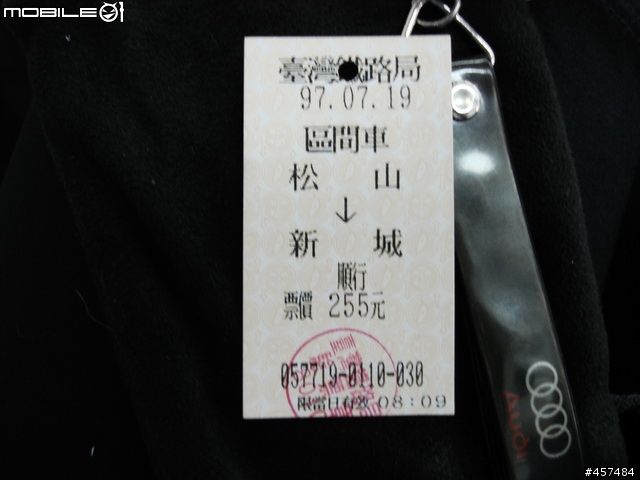 MOBILE01
臺灣鐵路局
97.07.19
區間車
松 山
↓
新 城
順行
票價 255元
057719-0110-030
限當日有效 08:09
AUDI
#457484